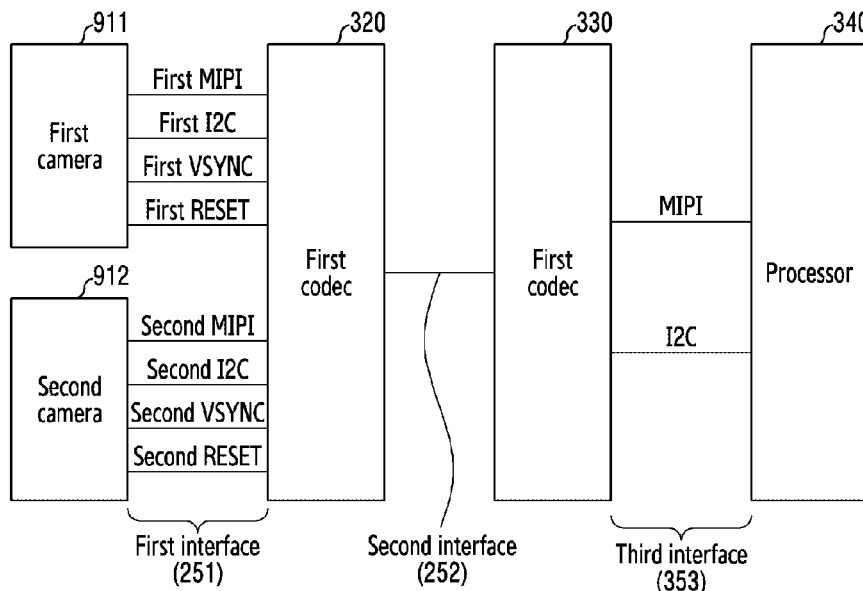 911
320
330
340
First
camera
First MIPI
First I2C
First VSYNC
First RESET
First
codec
First
codec
MIPI
I2C
Processor
912
Second
camera
Second MIPI
Second I2C
Second VSYNC
Second RESET
First interface
(251)
Second interface
(252)
Third interface
(353)